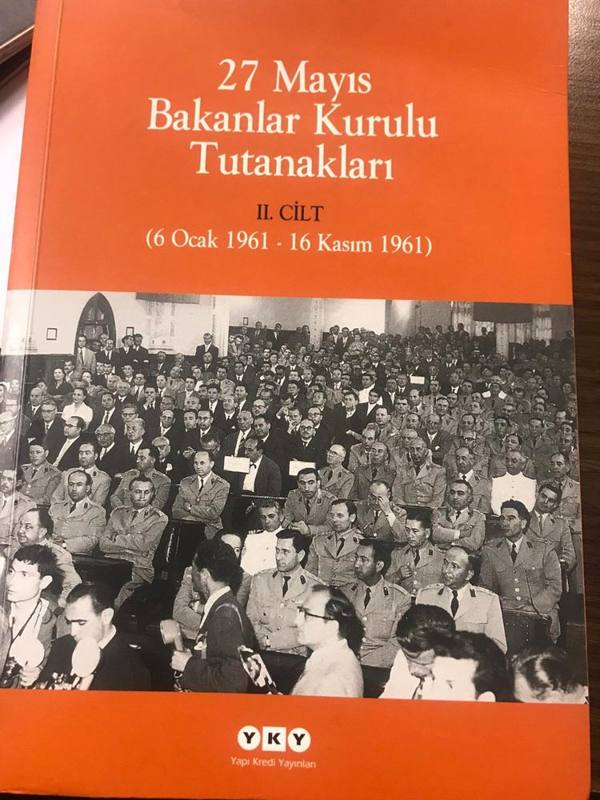 27 Mayıs
Bakanlar Kurulu
Tutanakları
II. CİLT
(6 Ocak 1961 - 16 Kasım 1961)
YKY
Yapı Kredi Yayınları